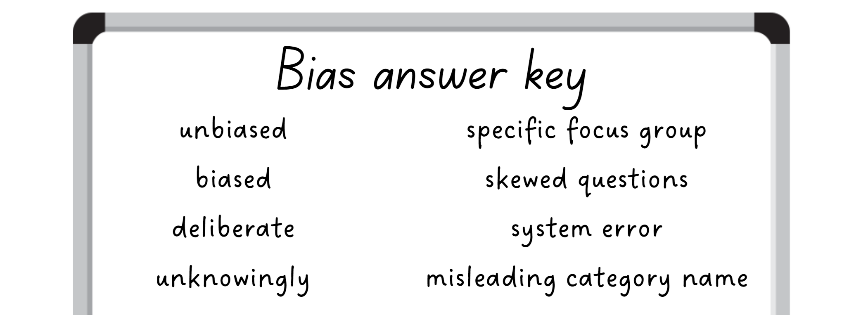 Bias answer key
unbiased specific focus group
biased skewed questions
deliberate system error
unknowingly misleading category name